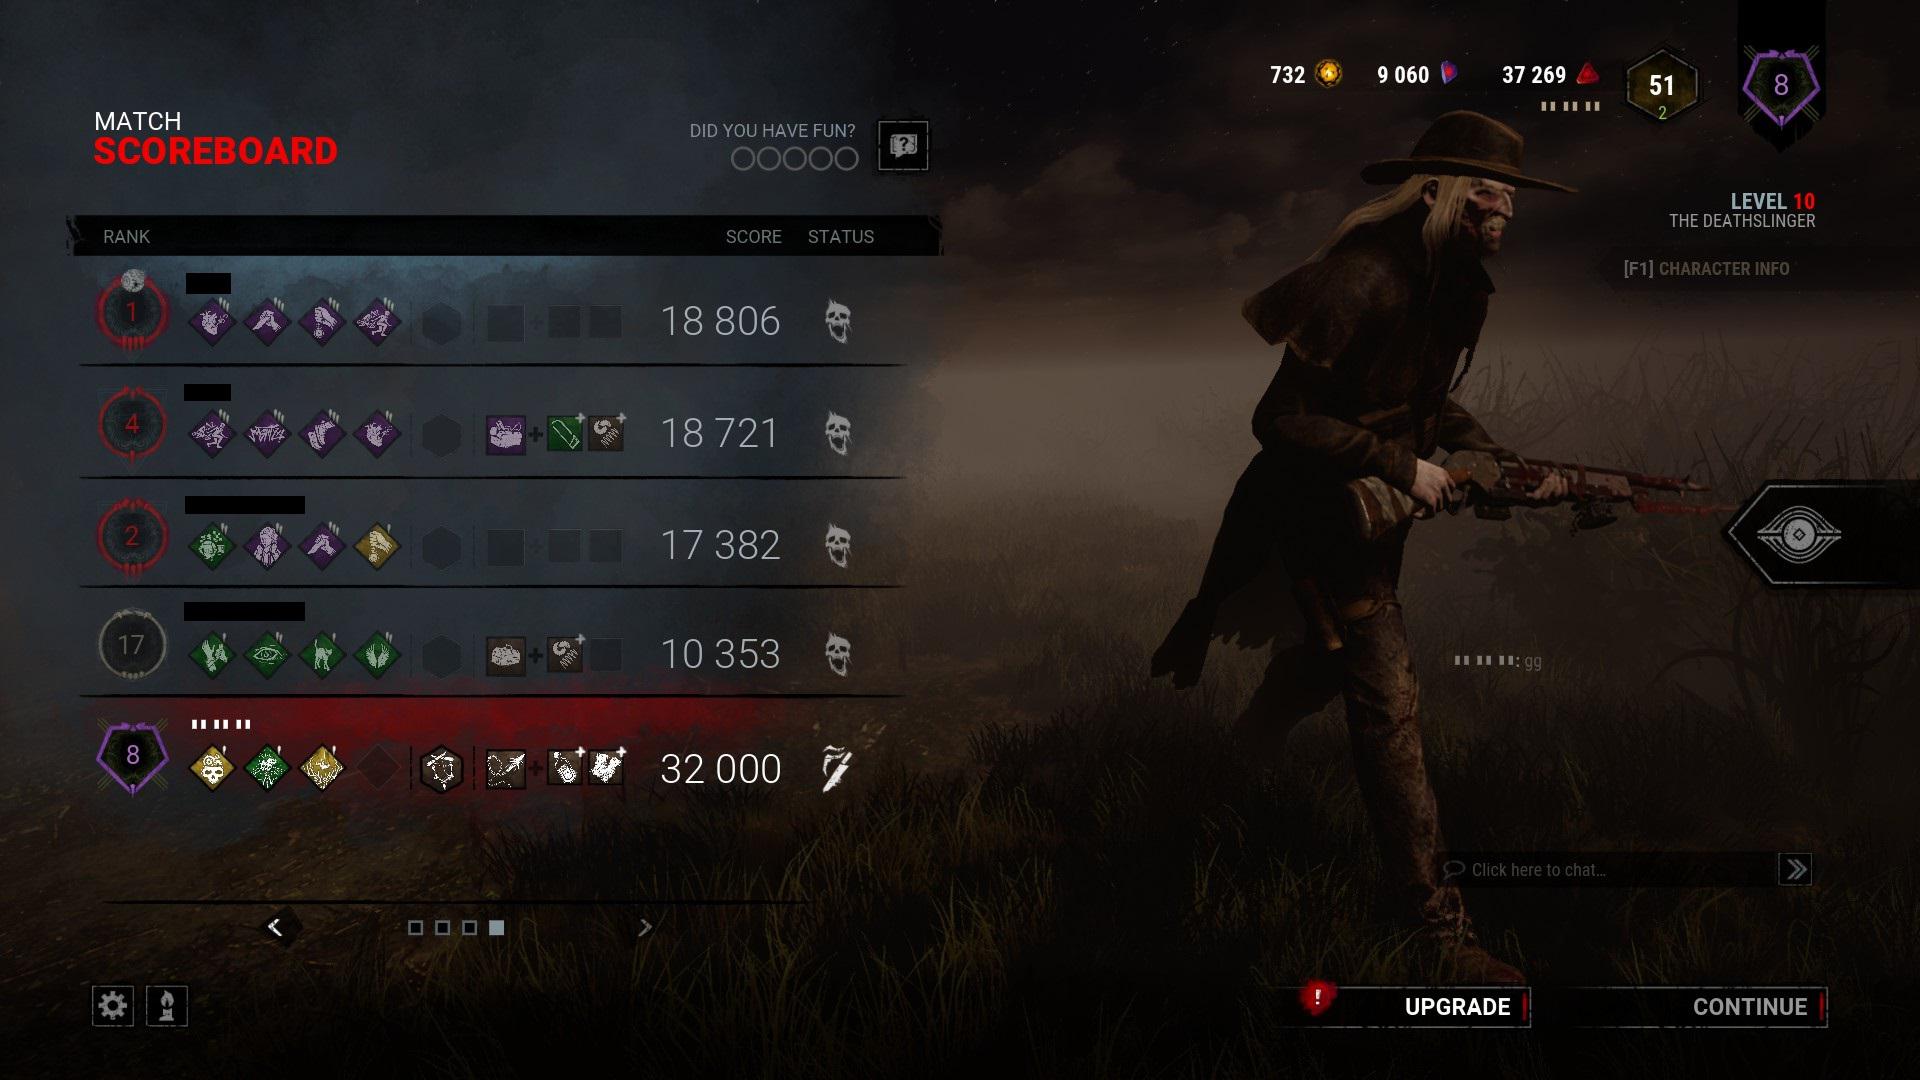 732 9 060 37 269
51
2
8
MATCH
SCOREBOARD
DID YOU HAVE FUN?
LEVEL 10
THE DEATHSLINGER
[F1] CHARACTER INFO
RANK SCORE STATUS
1 18 806
4 18 721
2 17 382
17 10 353
8 32 000
: gg
Click here to chat...
UPGRADE
CONTINUE